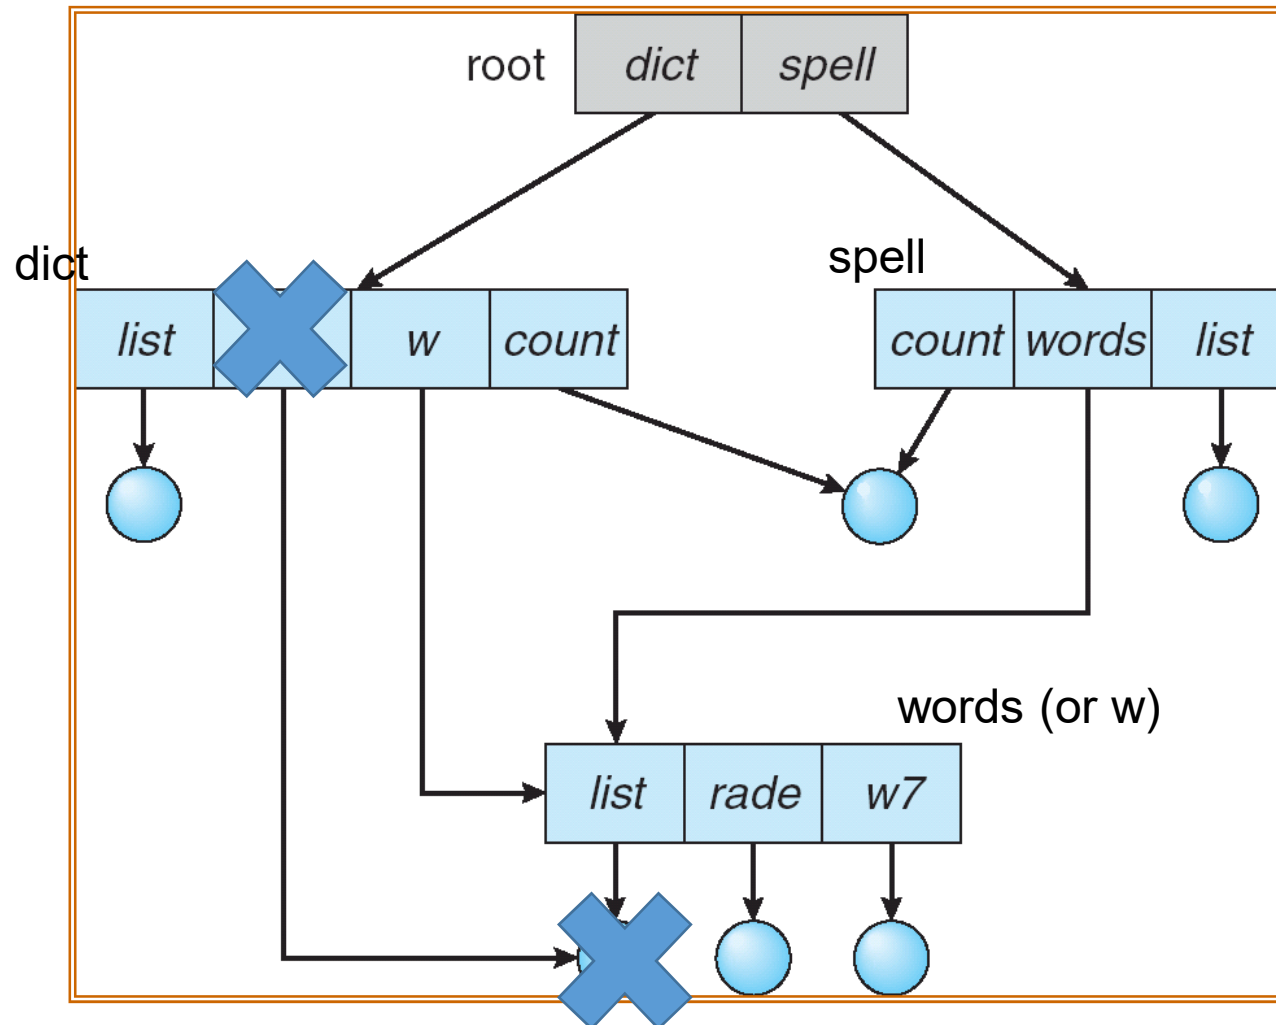 root dict spell
dict
spell
list w count
count words list
words (or w)
list rade w7